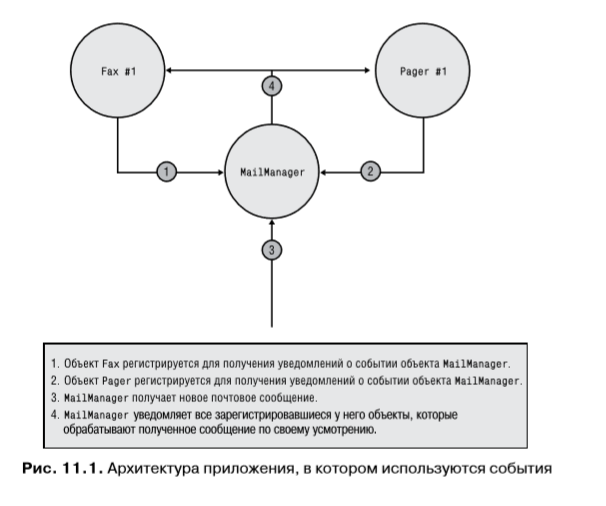 Fax #1
Pager #1
4
1
MailManager
2
3
1. Объект Fax регистрируется для получения уведомлений о событии объекта MailManager.
2. Объект Pager регистрируется для получения уведомлений о событии объекта MailManager.
3. MailManager получает новое почтовое сообщение.
4. MailManager уведомляет все зарегистрировавшиеся у него объекты, которые
обрабатывают полученное сообщение по своему усмотрению.
Рис. 11.1. Архитектура приложения, в котором используются события